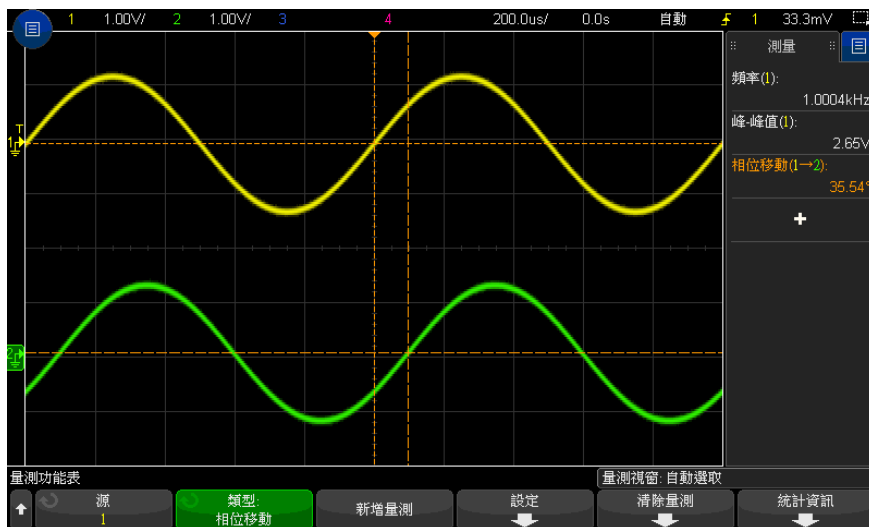 1 1.00V/ 2 1.00V/ 3 4 200.0us/ 0.0s 自動 1 33.3mV
測量
頻率(1):
1.0004kHz
峰-峰值(1):
2.65V
相位移動(1→2):
35.54°
+
T
1
2
量測功能表
量測視窗: 自動選取
源
1
類型:
相位移動
新增量測
設定
清除量測
統計資訊